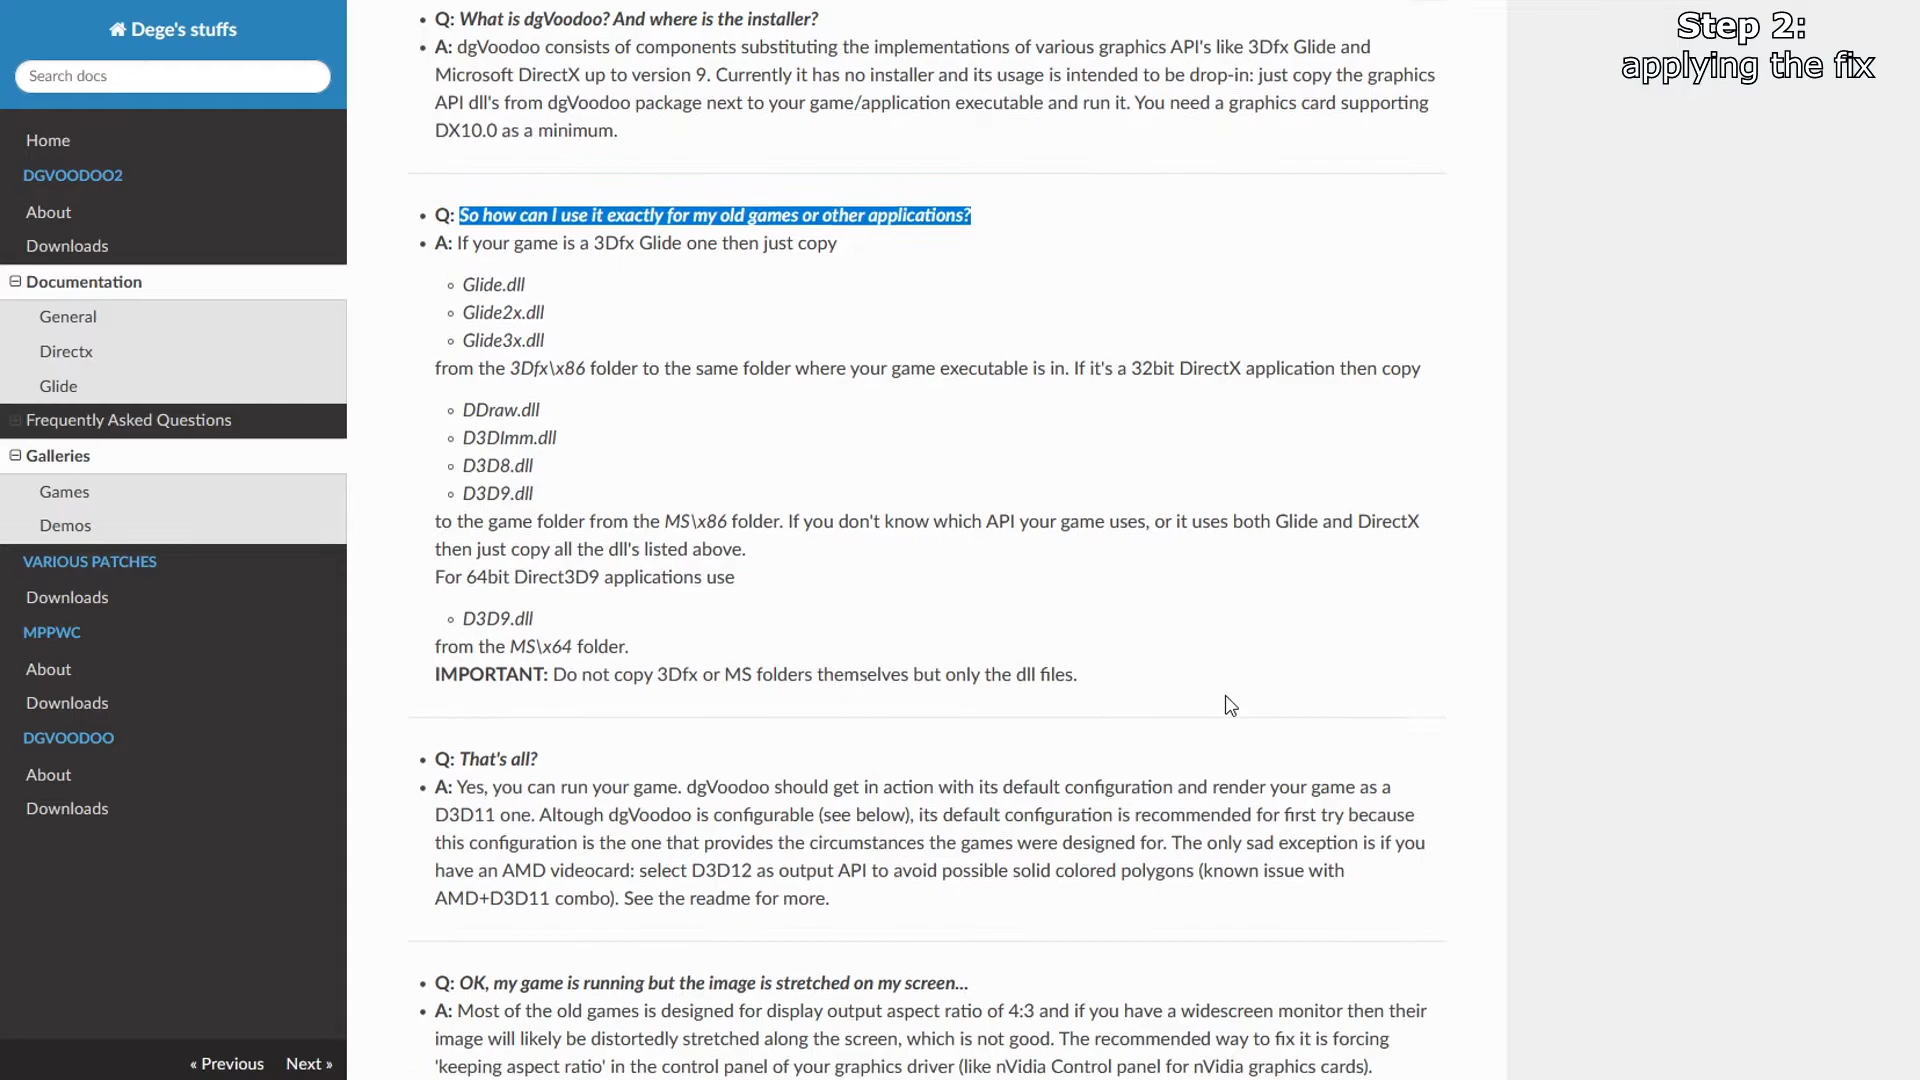 Dege's stuffs
Search docs
Home
DGVOODOO2
About
Downloads
Documentation
General
Directx
Glide
Frequently Asked Questions
Galleries
Games
Demos
VARIOUS PATCHES
Downloads
MPPWC
About
Downloads
DGVOODOO
About
Downloads
« Previous
Next »
Q: What is dgVoodoo? And where is the installer?
A: dgVoodoo consists of components substituting the implementations of various graphics API's like 3Dfx Glide and
Microsoft DirectX up to version 9. Currently it has no installer and its usage is intended to be drop-in: just copy the graphics
API dll's from dgVoodoo package next to your game/application executable and run it. You need a graphics card supporting
DX10.0 as a minimum.
Q: So how can I use it exactly for my old games or other applications?
A: If your game is a 3Dfx Glide one then just copy
Glide.dll
Glide2x.dll
Glide3x.dll
from the 3Dfx\x86 folder to the same folder where your game executable is in. If it's a 32bit DirectX application then copy
DDraw.dll
D3DImm.dll
D3D8.dll
D3D9.dll
to the game folder from the MS\x86 folder. If you don't know which API your game uses, or it uses both Glide and DirectX
then just copy all the dll's listed above.
For 64bit Direct3D9 applications use
D3D9.dll
from the MS\x64 folder.
IMPORTANT: Do not copy 3Dfx or MS folders themselves but only the dll files.
Q: That's all?
A: Yes, you can run your game. dgVoodoo should get in action with its default configuration and render your game as a
D3D11 one. Altough dgVoodoo is configurable (see below), its default configuration is recommended for first try because
this configuration is the one that provides the circumstances the games were designed for. The only sad exception is if you
have an AMD videocard: select D3D12 as output API to avoid possible solid colored polygons (known issue with
AMD+D3D11 combo). See the readme for more.
Q: OK, my game is running but the image is stretched on my screen...
A: Most of the old games is designed for display output aspect ratio of 4:3 and if you have a widescreen monitor then their
image will likely be distortedly stretched along the screen, which is not good. The recommended way to fix it is forcing
'keeping aspect ratio' in the control panel of your graphics driver (like nVidia Control panel for nVidia graphics cards).
Step 2:
applying the fix